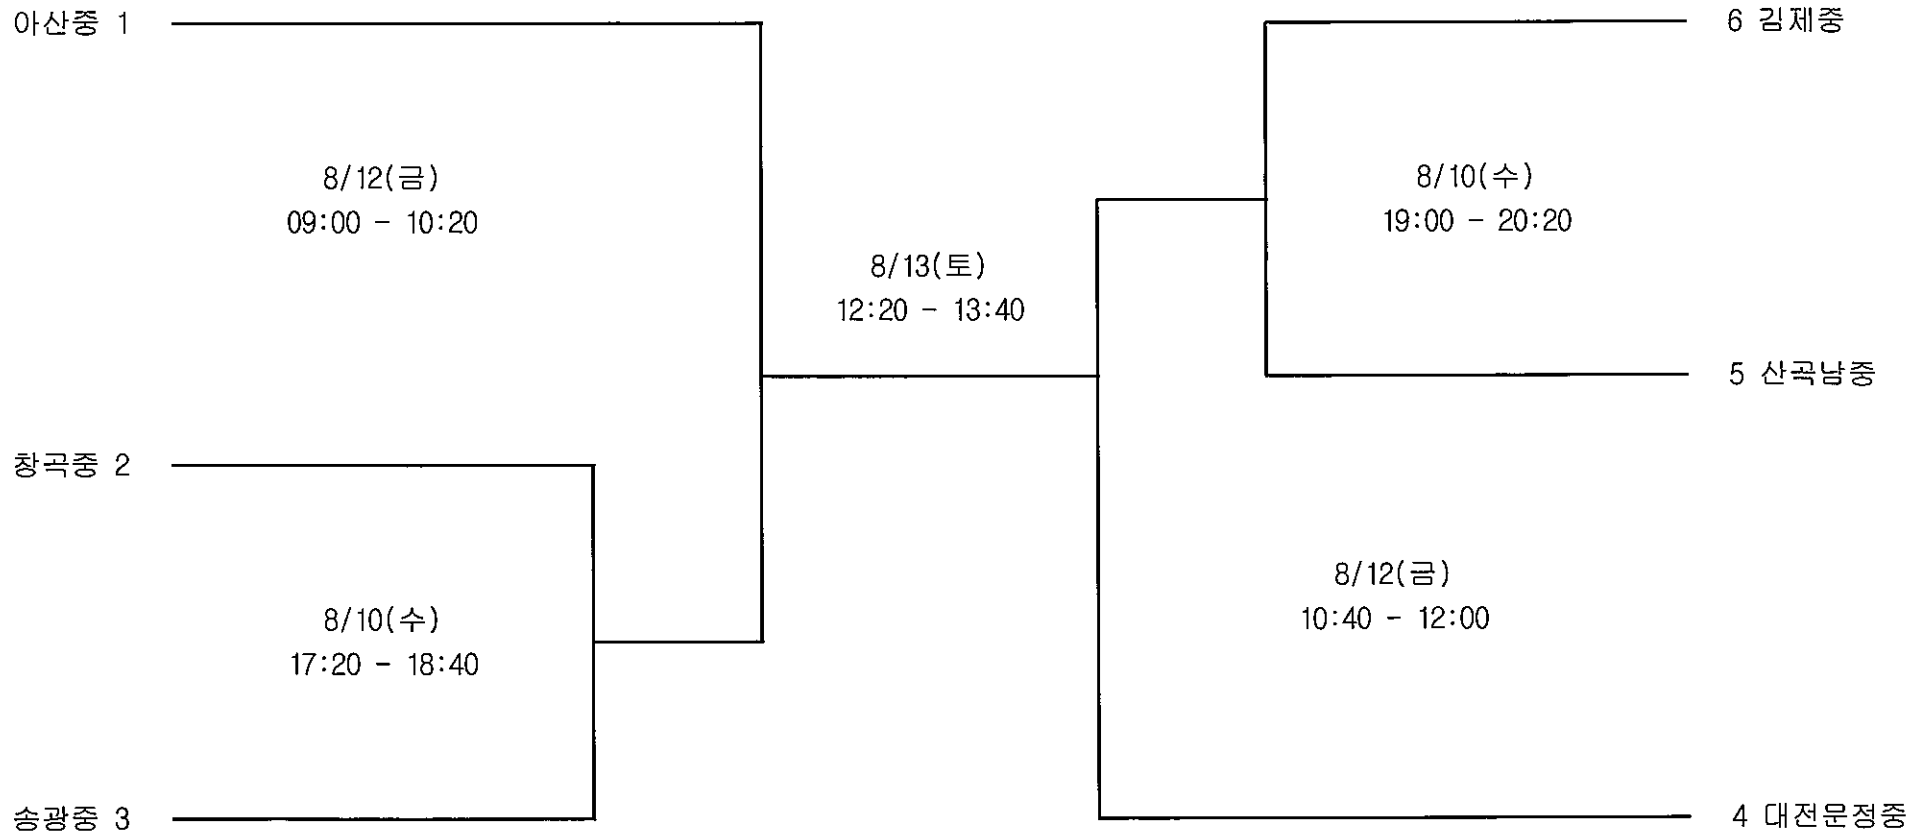 아산중 1
6 김제중
8/12(금)
09:00 - 10:20
8/10(수)
19:00 - 20:20
8/13(토)
12:20 - 13:40
5 산곡남중
창곡중 2
8/10(수)
17:20 - 18:40
8/12(금)
10:40 - 12:00
송광중 3
4 대전문정중